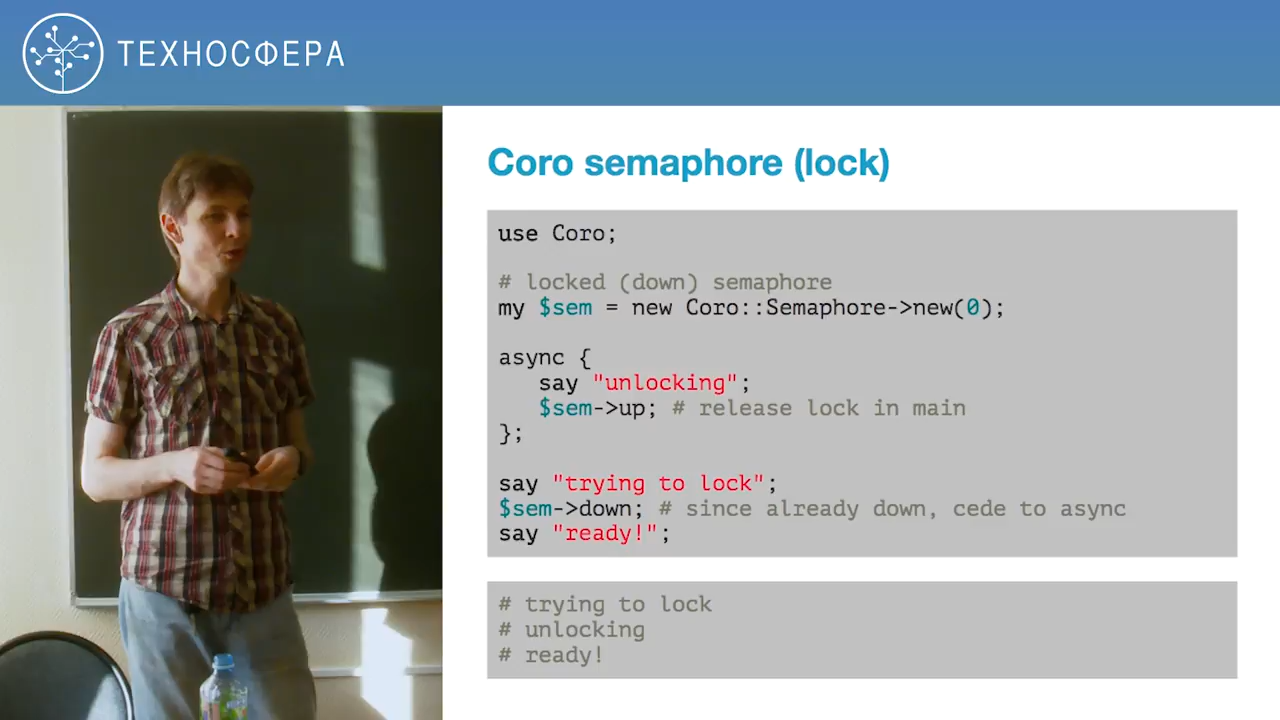 ТЕХНОСФЕРА
Coro semaphore (lock)
use Coro;
# locked (down) semaphore
my $sem = new Coro::Semaphore->new(0);
async {
   say "unlocking";
   $sem->up; # release lock in main
};
say "trying to lock";
$sem->down; # since already down, cede to async
say "ready!";
# trying to lock
# unlocking
# ready!